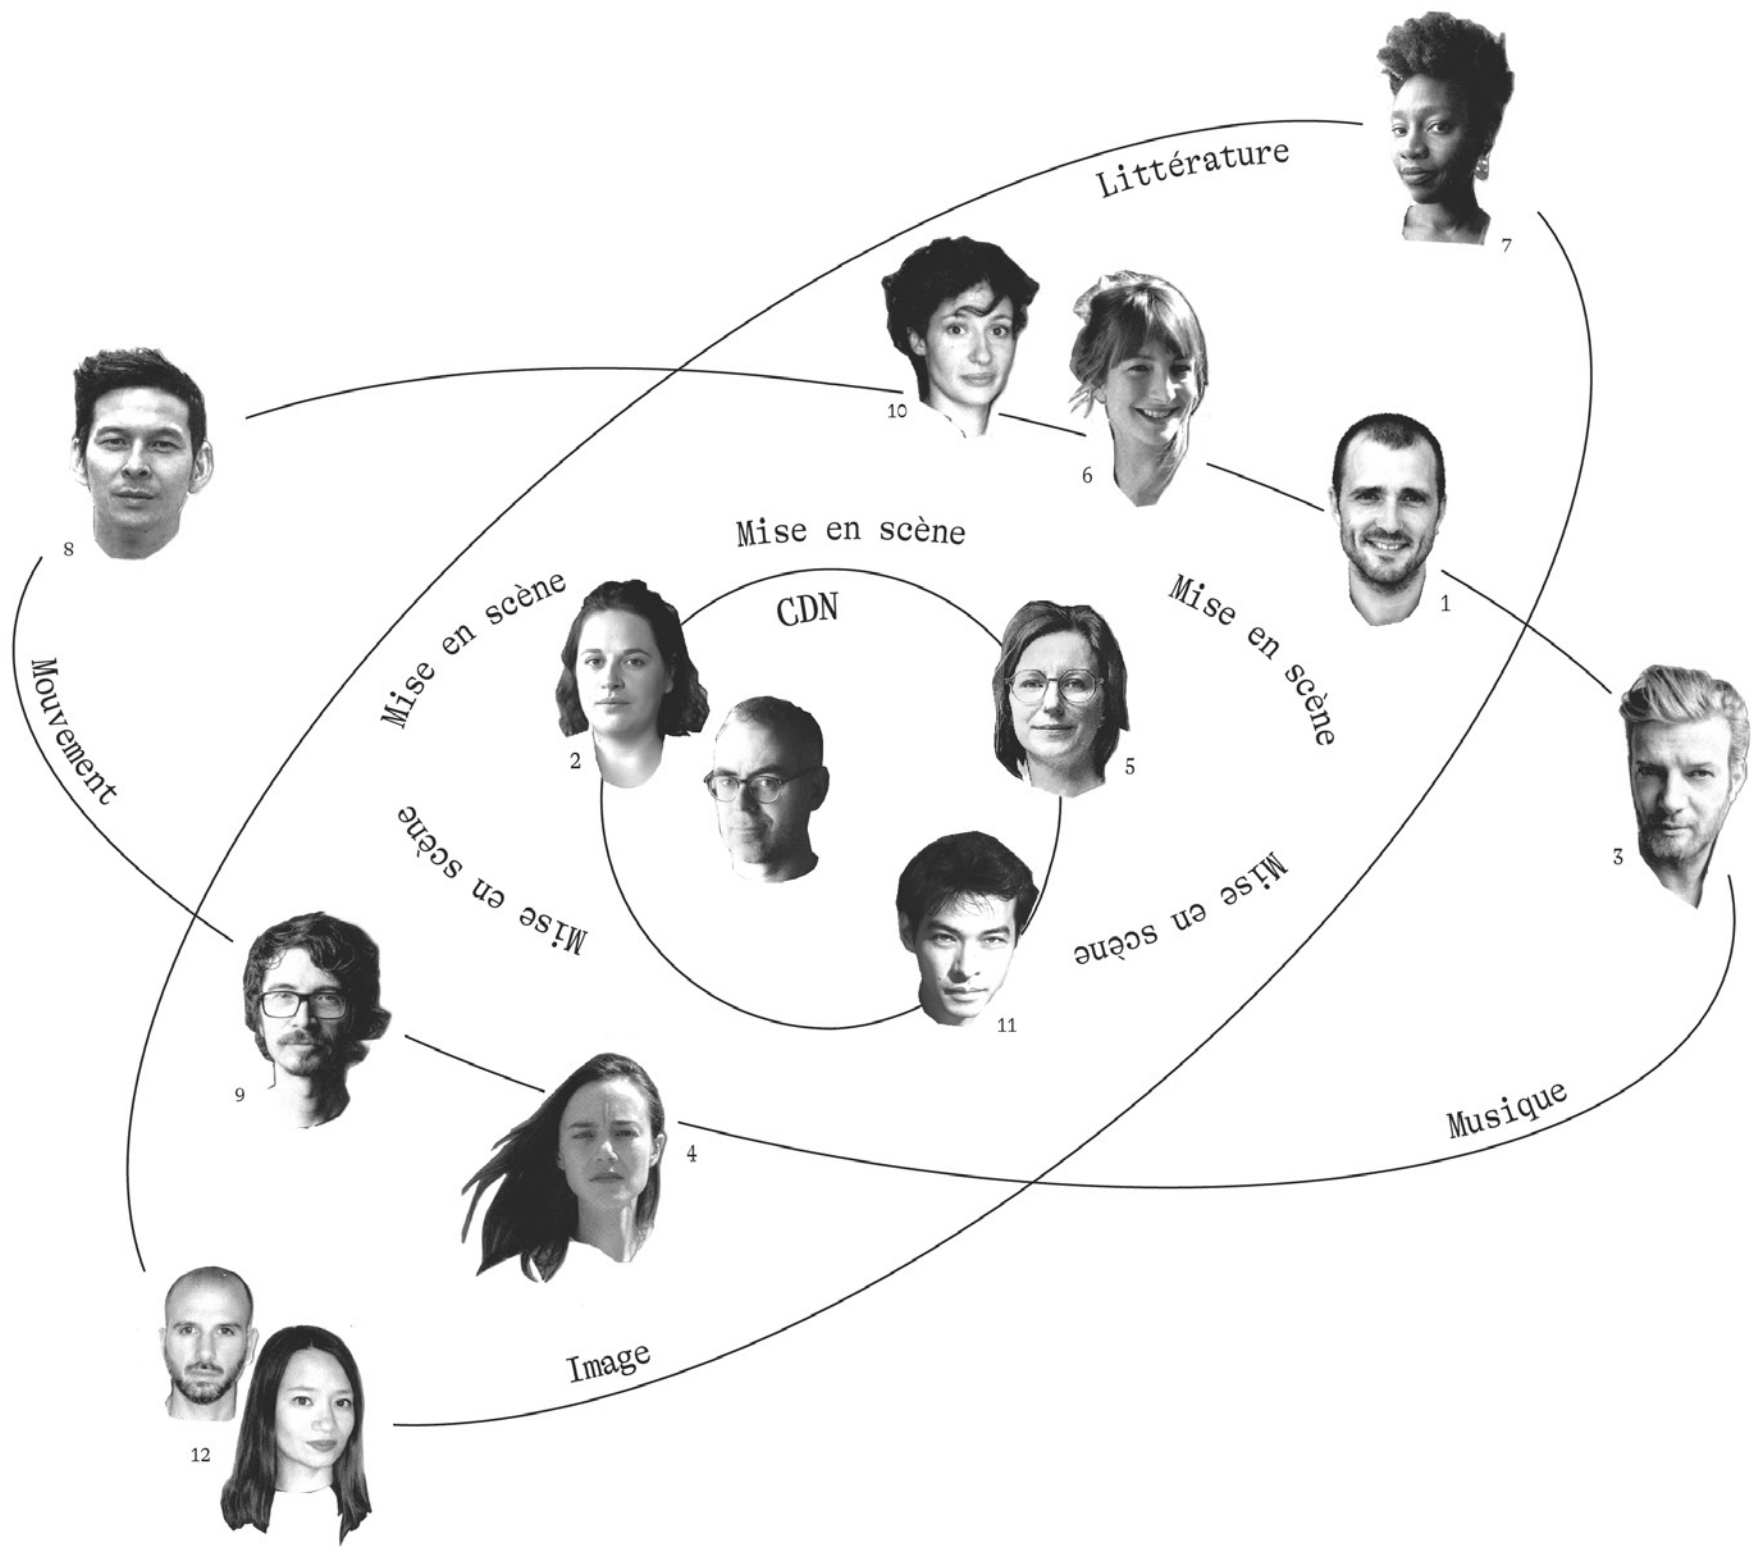 Littérature
7
10
6
8
Mise en scène
Mise en scène
Mise en scène
CDN
1
Mouvement
2
5
Mise en scène
3
Mise en scène
11
9
Musique
4
Image
12